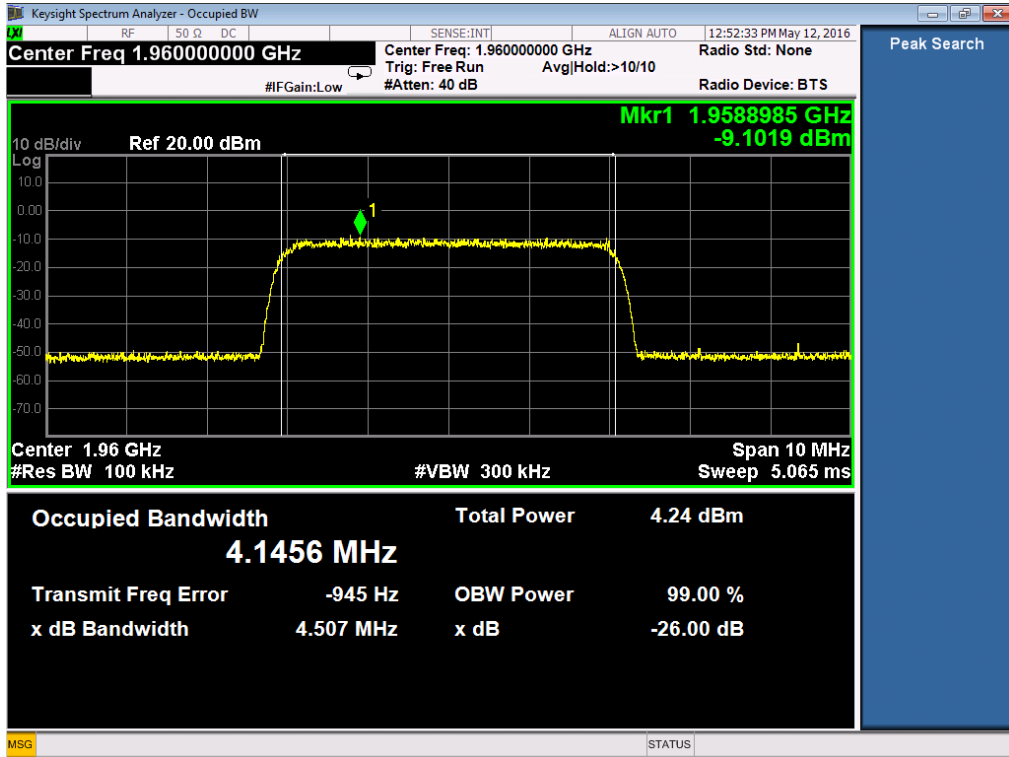 Keysight Spectrum Analyzer - Occupied BW
LXI RF 50 Ω DC SENSE:INT ALIGN AUTO 12:52:33 PM May 12, 2016
Center Freq 1.960000000 GHz
Center Freq: 1.960000000 GHz Radio Std: None
Trig: Free Run Avg|Hold:>10/10
#IFGain:Low #Atten: 40 dB Radio Device: BTS
Peak Search
Mkr1 1.9588985 GHz
-9.1019 dBm
10 dB/div Ref 20.00 dBm
Log
10.0
0.00
1
-10.0
-20.0
-30.0
-40.0
-50.0
-60.0
-70.0
Center 1.96 GHz Span 10 MHz
#Res BW 100 kHz #VBW 300 kHz Sweep 5.065 ms
Occupied Bandwidth Total Power 4.24 dBm
4.1456 MHz
Transmit Freq Error -945 Hz OBW Power 99.00 %
x dB Bandwidth 4.507 MHz x dB -26.00 dB
MSG STATUS